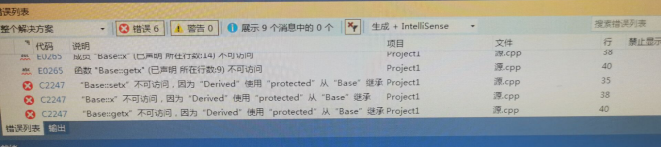 错误列表
整个解决方案 错误 6 警告 0 展示 9 个消息中的 0 个 生成 + IntelliSense 搜索错误列表
代码 说明 项目 文件 行 禁止显示
E0265 成员 "Base::x" (已声明 所在行数:14) 不可访问 Project1 源.cpp 38
E0265 函数 "Base::getx" (已声明 所在行数:9) 不可访问 Project1 源.cpp 40
C2247 “Base::setx”不可访问，因为“Derived”使用“protected”从“Base”继承 Project1 源.cpp 35
C2247 “Base::x”不可访问，因为“Derived”使用“protected”从“Base”继承 Project1 源.cpp 38
C2247 “Base::getx”不可访问，因为“Derived”使用“protected”从“Base”继承 Project1 源.cpp 40
错误列表 输出